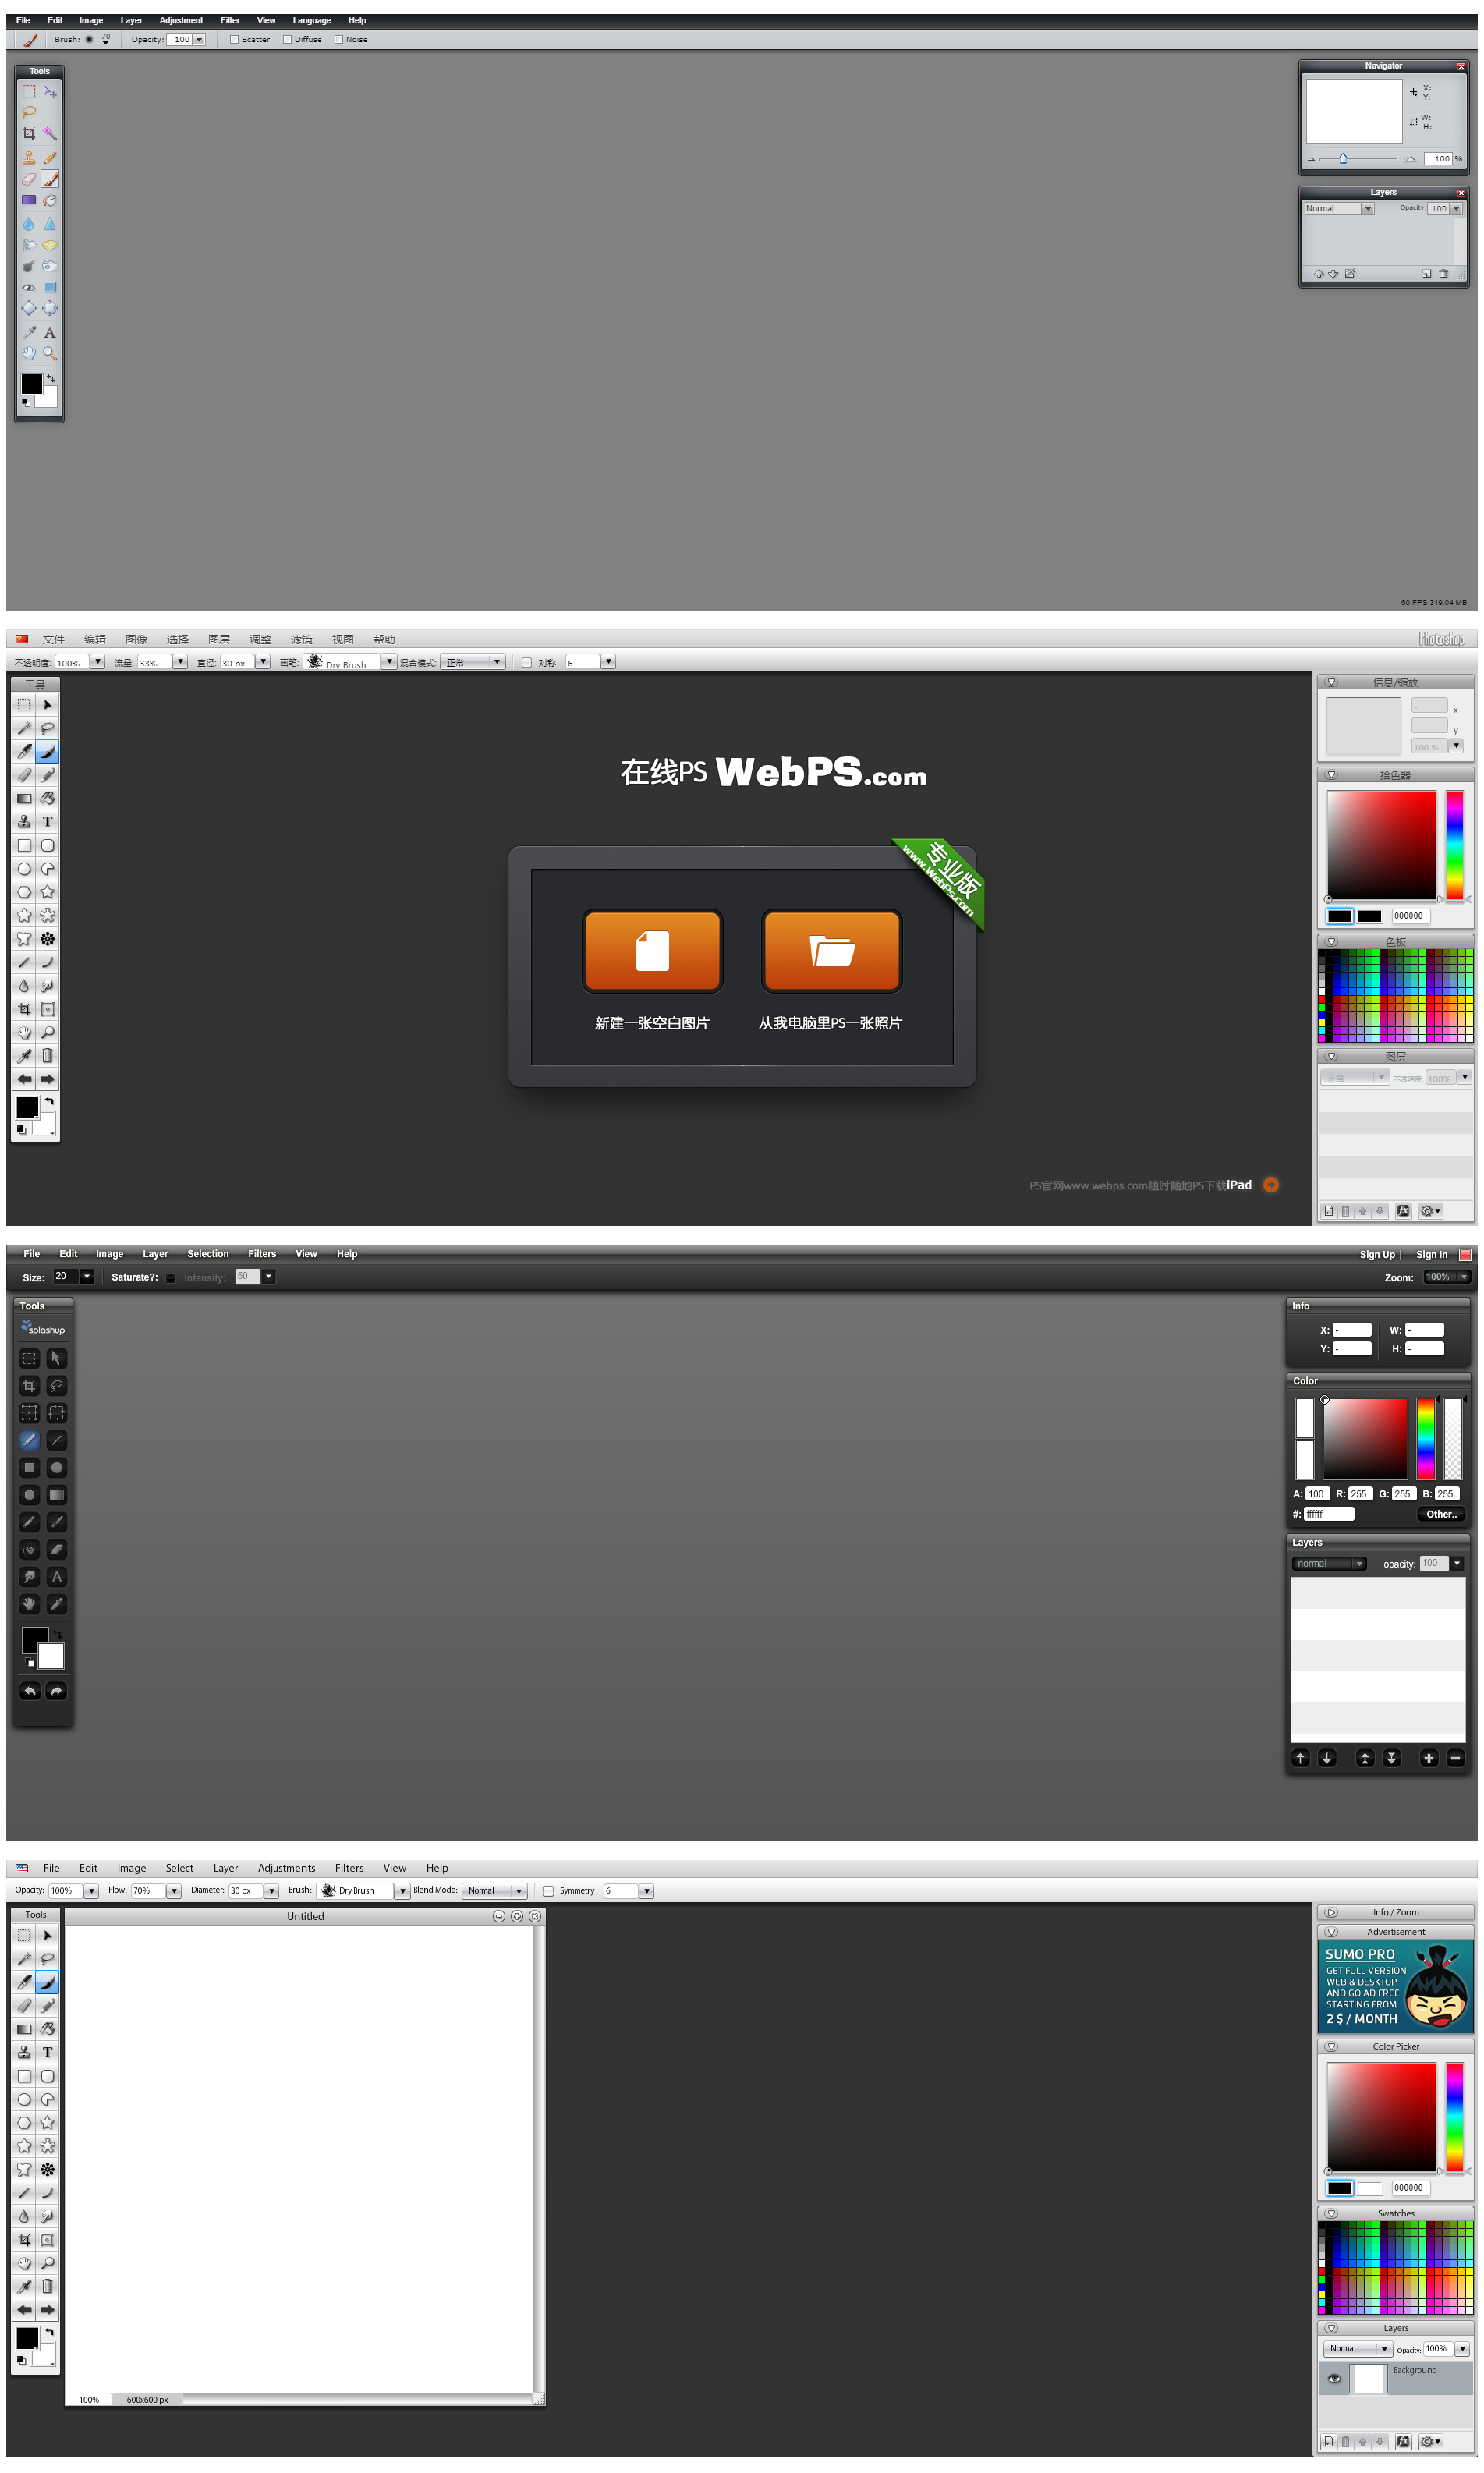 File Edit Image Layer Adjustment Filter View Language Help
Brush: 70 Opacity: 100 Scatter Diffuse Noise
Tools
Navigator
X:
Y:
W:
H:
100 %
Layers
Normal Opacity: 100
60 FPS 319.04 MB
文件 编辑 图像 选择 图层 调整 滤镜 视图 帮助 Photoshop
不透明度: 100% 流量: 33% 直径: 30 px 画笔: Dry Brush 混合模式: 正常 对称 6
工具
信息/缩放
x
y
100 %
在线PS WebPS.com
拾色器
专业版
www.WebPs.com
000000
色板
新建一张空白图片 从我电脑里PS一张照片
图层
正常 不透明度: 100%
PS官网www.webps.com随时随地PS下载iPad
File Edit Image Layer Selection Filters View Help Sign Up | Sign In
Size: 20 Saturate?: Intensity: 50 Zoom: 100%
Tools
splashup
Info
X: - W: -
Y: - H: -
Color
A: 100 R: 255 G: 255 B: 255
#: ffffff Other..
Layers
normal opacity: 100
A
File Edit Image Select Layer Adjustments Filters View Help
Opacity: 100% Flow: 70% Diameter: 30 px Brush: Dry Brush Blend Mode: Normal Symmetry 6
Tools
Untitled
Info / Zoom
Advertisement
SUMO PRO
GET FULL VERSION
WEB & DESKTOP
AND GO AD FREE
STARTING FROM
2 $ / MONTH
Color Picker
000000
Swatches
Layers
Normal Opacity: 100%
Background
100% 600x600 px